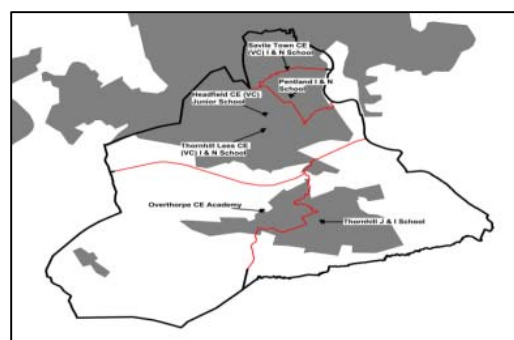 Savile Town CE
(VC) I & N School
Pentland I & N
School
Headfield CE (VC)
Junior School
Thornhill Lees CE
(VC) I & N School
Overthorpe CE Academy
Thornhill J & I School